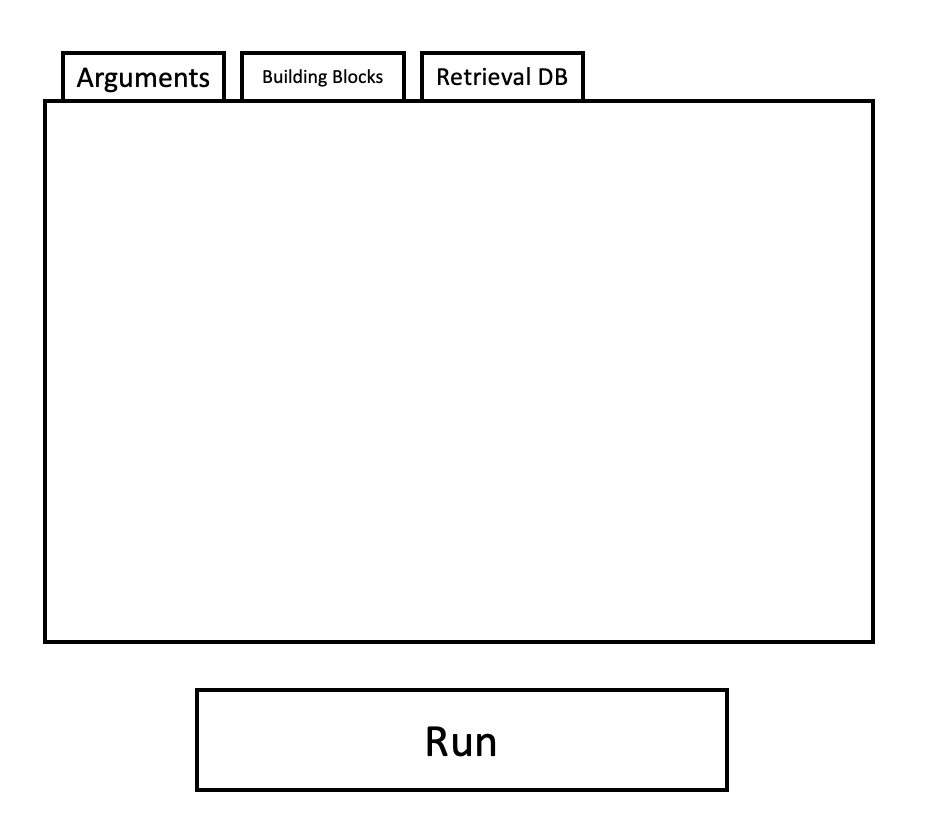 Arguments
Building Blocks
Retrieval DB
Run